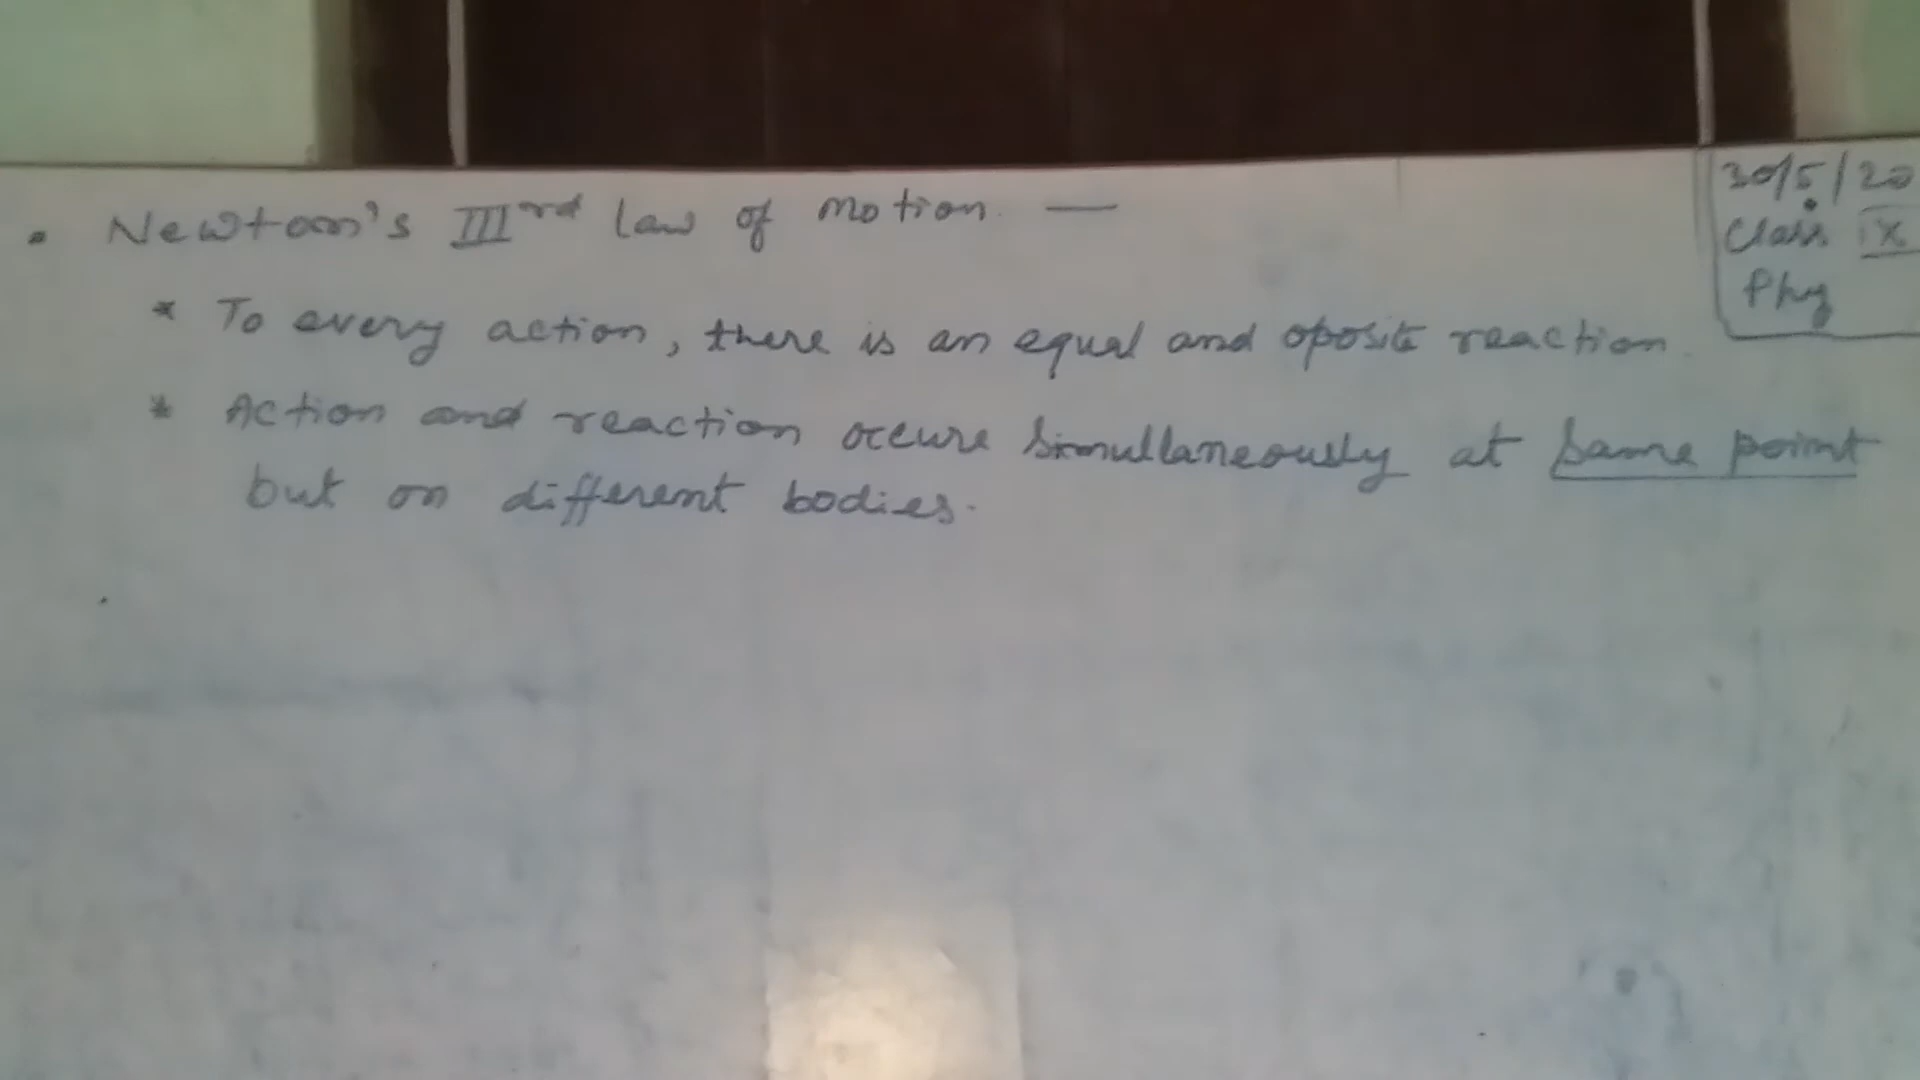 30/5/20
Class IX
Phy
• Newton's IIIrd law of motion. —
* To every action, there is an equal and oposite reaction.
* Action and reaction occure simullaneously at same point
but on different bodies.